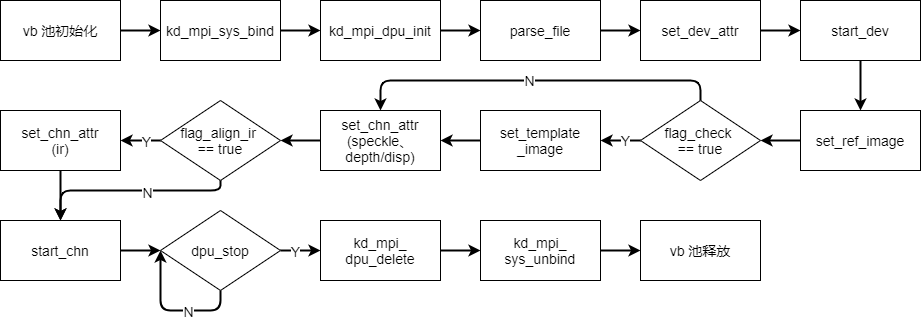 vb 池初始化
kd_mpi_sys_bind
kd_mpi_dpu_init
parse_file
set_dev_attr
start_dev
N
set_chn_attr
(ir)
Y
flag_align_ir
== true
set_chn_attr
(speckle、
depth/disp)
set_template
_image
Y
flag_check
== true
set_ref_image
N
start_chn
dpu_stop
Y
kd_mpi_
dpu_delete
kd_mpi_
sys_unbind
vb 池释放
N